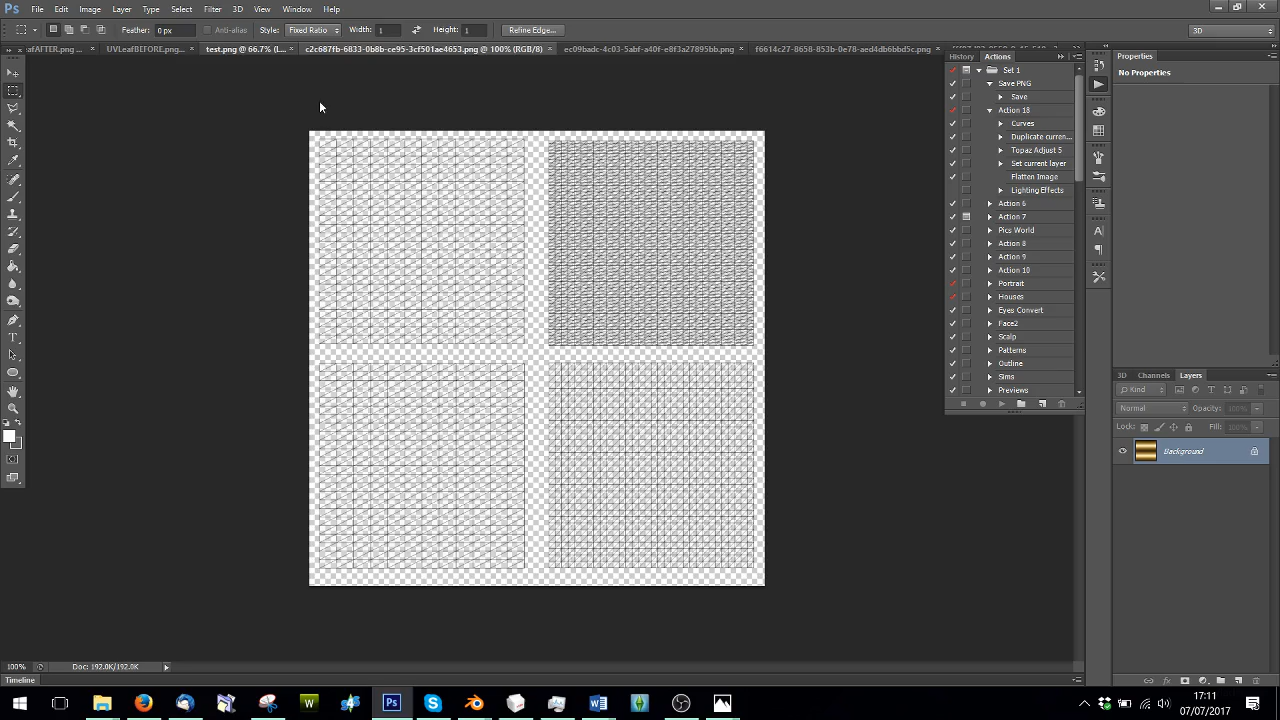 Ps File Edit Image Layer Type Select Filter 3D View Window Help
Feather: 0 px Anti-alias Style: Fixed Ratio Width: 1 Height: 1 Refine Edge... 3D
afAFTER.png ... × UVLeafBEFORE.png... × test.png @ 66.7% (L... × c2c687fb-6833-0b8b-ce95-3cf501ae4653.png @ 100% (RGB/8) × ec09badc-4c03-5abf-a40f-e8f3a27892bb.png × f6614c27-8658-853b-0e78-aed4dbb6bd5c.png ×
History Actions
Set 1
Save PNG
Save
Action 18
Curves
Duplicate curren...
Topaz Adjust 5
Set current layer
Flatten Image
Lighting Effects
Action 6
Action 7
Pics World
Action 8
Action 9
Action 10
Portrait
Houses
Eyes Convert
Face2
Scalp
Patterns
Outline
Sims
Previews
Properties
No Properties
3D Channels Layers
Kind
Normal Opacity: 100%
Lock: Fill: 100%
Background
100% Doc: 192.0K/192.0K
Timeline
17:11
07/07/2017